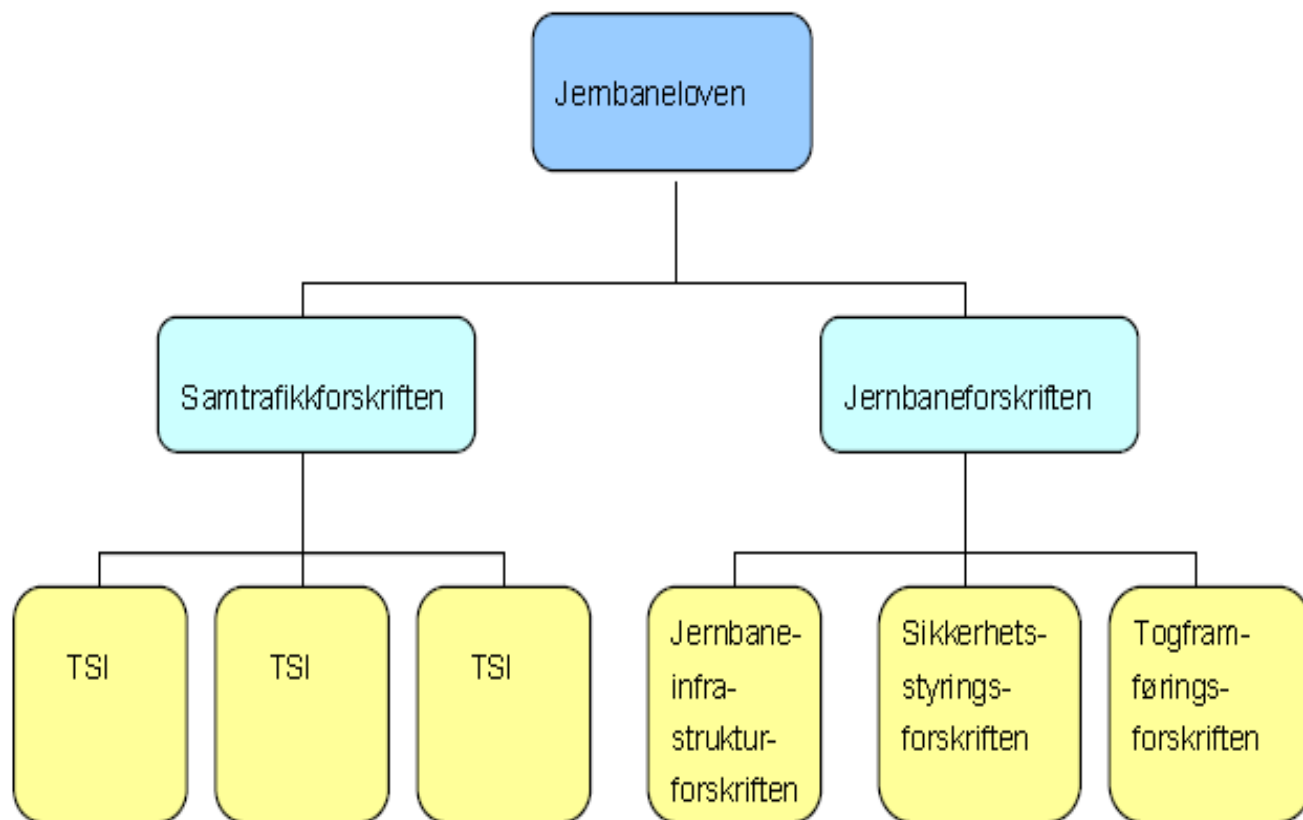 Jernbaneloven
Samtrafikkforskriften
Jernbaneforskriften
TSI
TSI
TSI
Jernbane-
infra-
struktur-
forskriften
Sikkerhets-
styrings-
forskriften
Togfram-
førings-
forskriften